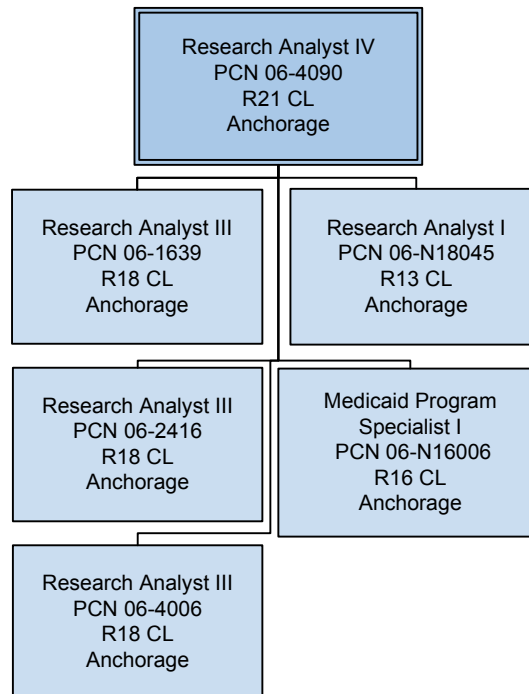 Research Analyst IV
PCN 06-4090
R21 CL
Anchorage
Research Analyst III
PCN 06-1639
R18 CL
Anchorage
Research Analyst I
PCN 06-N18045
R13 CL
Anchorage
Research Analyst III
PCN 06-2416
R18 CL
Anchorage
Medicaid Program
Specialist I
PCN 06-N16006
R16 CL
Anchorage
Research Analyst III
PCN 06-4006
R18 CL
Anchorage